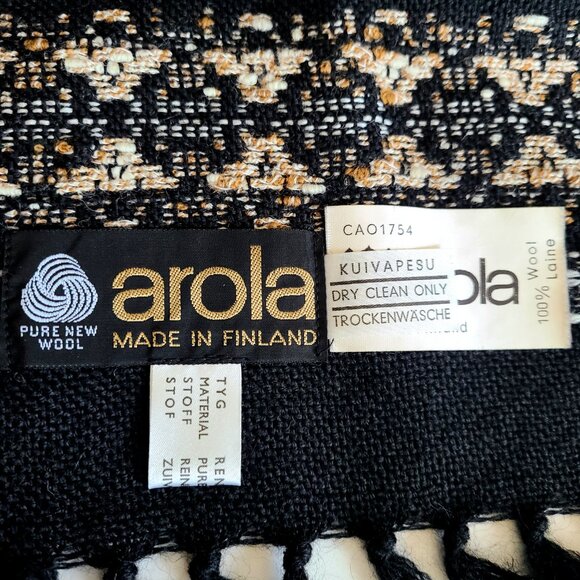 PURE NEW
WOOL
arola
MADE IN FINLAND
CAO1754
KUIVAPESU
DRY CLEAN ONLY
TROCKENWÄSCHE
ola
100% Wool
laine
TYG REN
MATERIAL PURE
STOFF REIN
STOF ZUIV